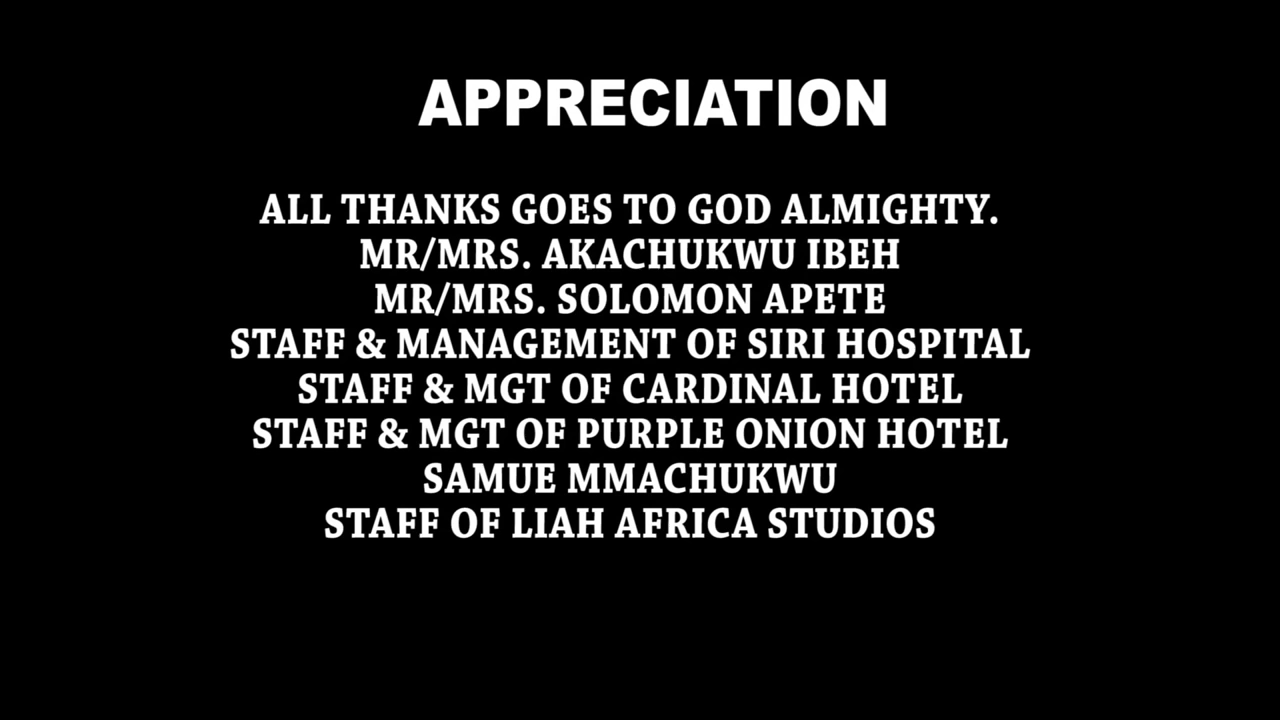 APPRECIATION
ALL THANKS GOES TO GOD ALMIGHTY.
MR/MRS. AKACHUKWU IBEH
MR/MRS. SOLOMON APETE
STAFF & MANAGEMENT OF SIRI HOSPITAL
STAFF & MGT OF CARDINAL HOTEL
STAFF & MGT OF PURPLE ONION HOTEL
SAMUE MMACHUKWU
STAFF OF LIAH AFRICA STUDIOS